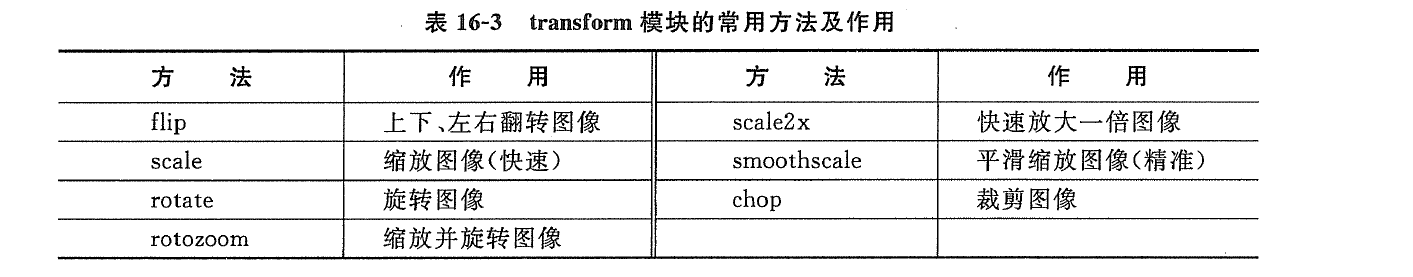 表 16-3 transform 模块的常用方法及作用
方 法 作 用 方 法 作 用
flip 上下、左右翻转图像 scale2x 快速放大一倍图像
scale 缩放图像(快速) smoothscale 平滑缩放图像(精准)
rotate 旋转图像 chop 裁剪图像
rotozoom 缩放并旋转图像